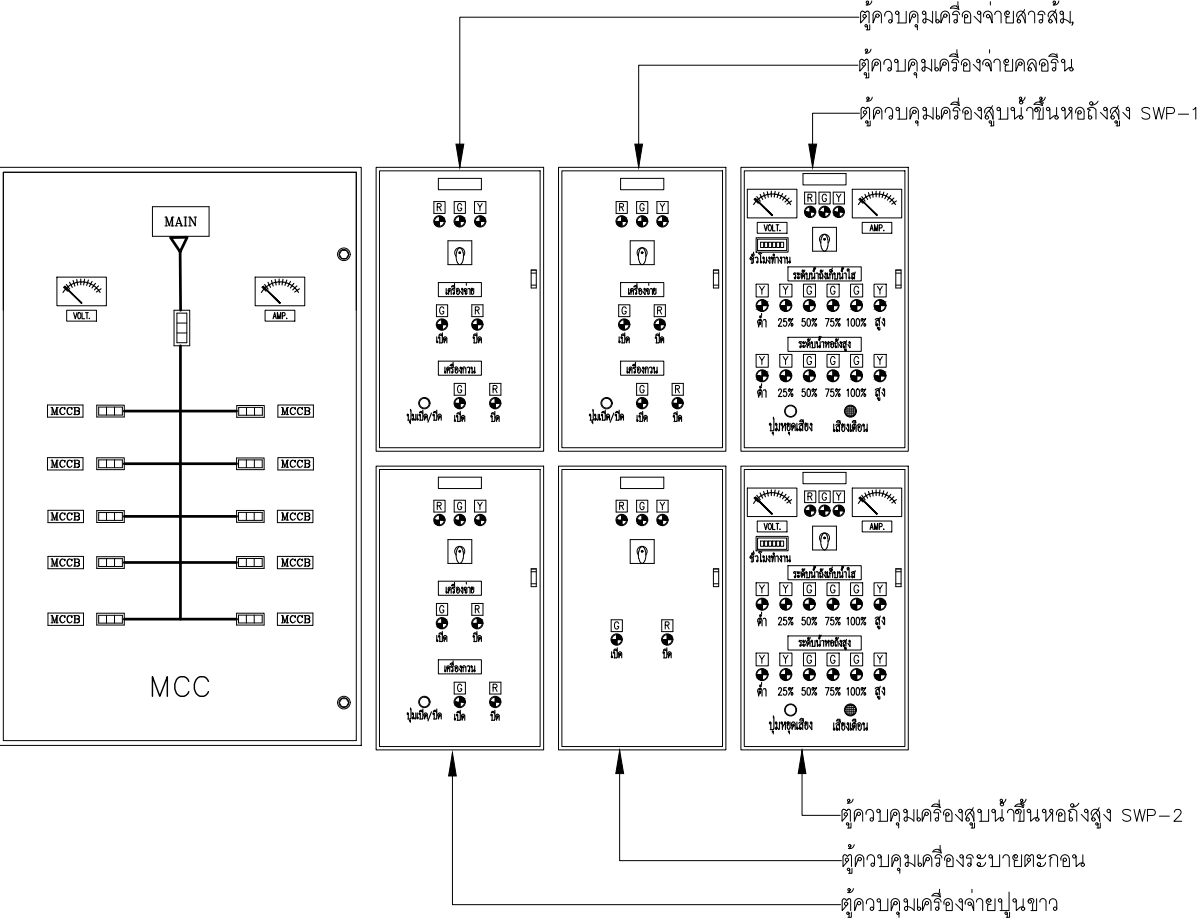 ตู้ควบคุมเครื่องจ่ายสารส้ม,
ตู้ควบคุมเครื่องจ่ายคลอรีน
ตู้ควบคุมเครื่องสูบน้ำขึ้นหอถังสูง SWP-1
MAIN
VOLT.
AMP.
MCCB MCCB
MCCB MCCB
MCCB MCCB
MCCB MCCB
MCCB MCCB
MCC
R G Y
เครื่องจ่าย
G R
เปิด ปิด
เครื่องกวน
G R
ปุ่มเปิด/ปิด เปิด ปิด
R G Y
เครื่องจ่าย
G R
เปิด ปิด
เครื่องกวน
G R
ปุ่มเปิด/ปิด เปิด ปิด
R G Y
VOLT. AMP.
ชั่วโมงทำงาน
ระดับน้ำถังเก็บน้ำใส
Y Y G G G Y
ต่ำ 25% 50% 75% 100% สูง
ระดับน้ำหอถังสูง
Y Y G G G Y
ต่ำ 25% 50% 75% 100% สูง
ปุ่มหยุดเสียง เสียงเตือน
R G Y
เครื่องจ่าย
G R
เปิด ปิด
เครื่องกวน
G R
ปุ่มเปิด/ปิด เปิด ปิด
R G Y
G R
เปิด ปิด
R G Y
VOLT. AMP.
ชั่วโมงทำงาน
ระดับน้ำถังเก็บน้ำใส
Y Y G G G Y
ต่ำ 25% 50% 75% 100% สูง
ระดับน้ำหอถังสูง
Y Y G G G Y
ต่ำ 25% 50% 75% 100% สูง
ปุ่มหยุดเสียง เสียงเตือน
ตู้ควบคุมเครื่องสูบน้ำขึ้นหอถังสูง SWP-2
ตู้ควบคุมเครื่องระบายตะกอน
ตู้ควบคุมเครื่องจ่ายปูนขาว